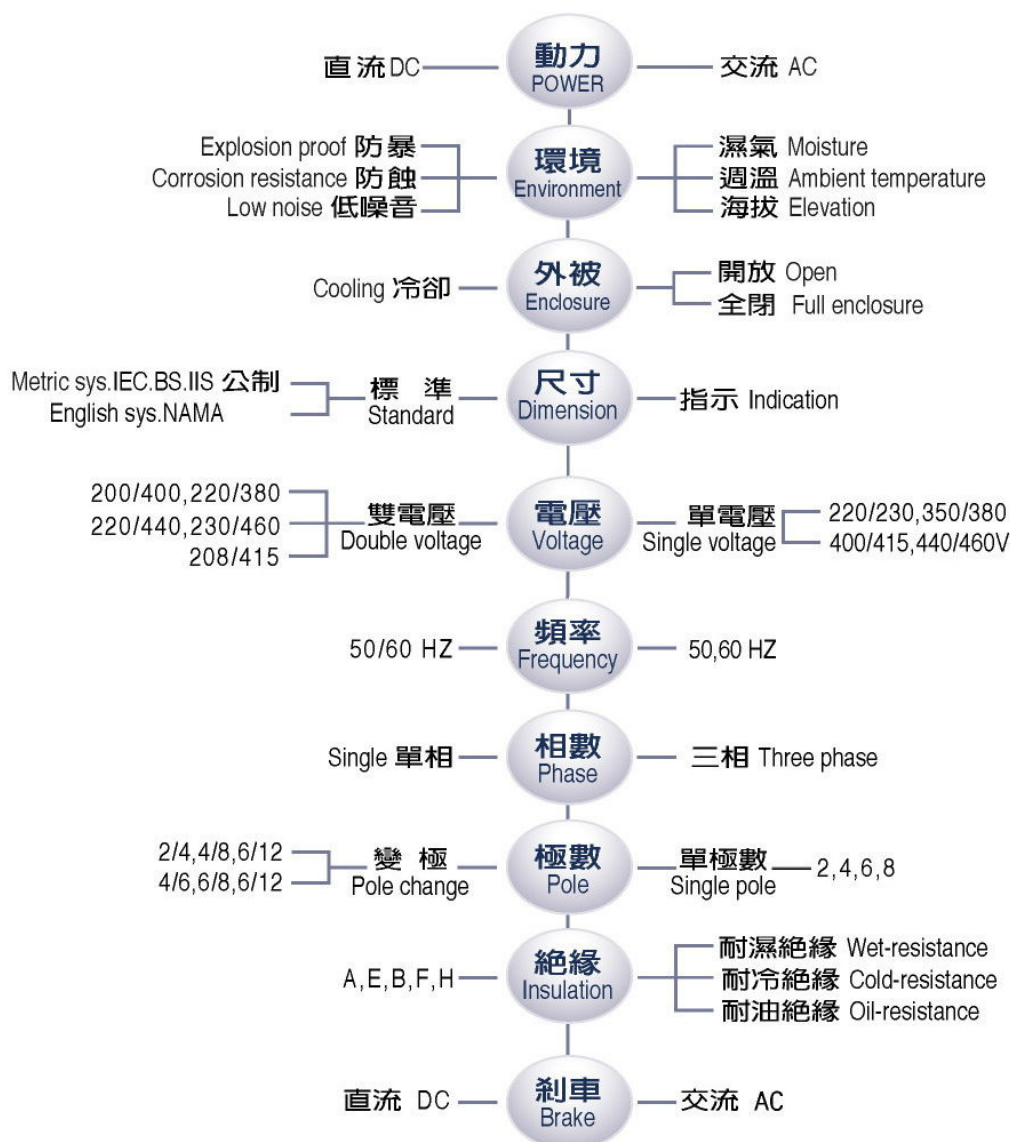 直流 DC
動力
POWER
交流 AC
Explosion proof 防暴
Corrosion resistance 防蝕
Low noise 低噪音
環境
Environment
濕氣 Moisture
週溫 Ambient temperature
海拔 Elevation
Cooling 冷卻
外被
Enclosure
開放 Open
全閉 Full enclosure
Metric sys.IEC.BS.IIS 公制
English sys.NAMA
標準
Standard
尺寸
Dimension
指示 Indication
200/400,220/380
220/440,230/460
208/415
雙電壓
Double voltage
電壓
Voltage
單電壓
Single voltage
220/230,350/380
400/415,440/460V
50/60 HZ
頻率
Frequency
50,60 HZ
Single 單相
相數
Phase
三相 Three phase
2/4,4/8,6/12
4/6,6/8,6/12
變極
Pole change
極數
Pole
單極數
Single pole
2,4,6,8
A,E,B,F,H
絕緣
Insulation
耐濕絕緣 Wet-resistance
耐冷絕緣 Cold-resistance
耐油絕緣 Oil-resistance
直流 DC
剎車
Brake
交流 AC